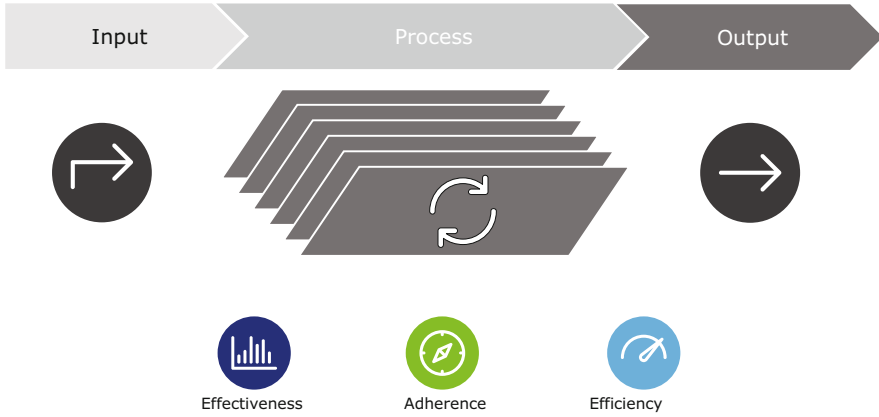 Input
Process
Output
Effectiveness
Adherence
Efficiency